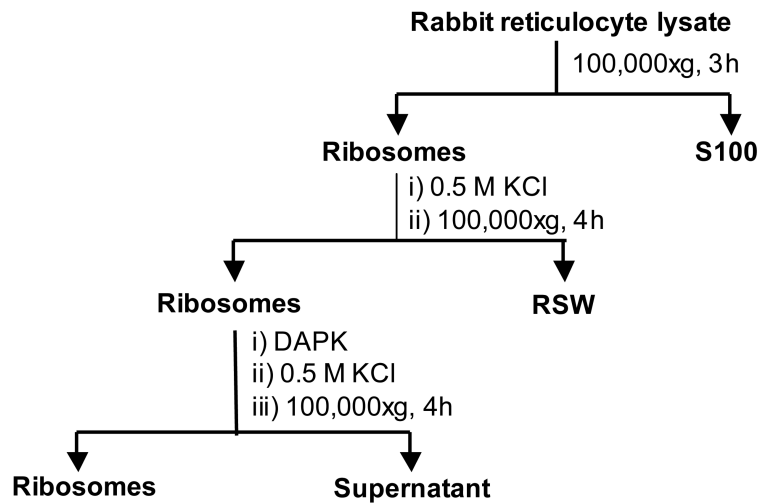 Rabbit reticulocyte lysate
100,000xg, 3h
Ribosomes
S100
i) 0.5 M KCl
ii) 100,000xg, 4h
Ribosomes
RSW
i) DAPK
ii) 0.5 M KCl
iii) 100,000xg, 4h
Ribosomes
Supernatant